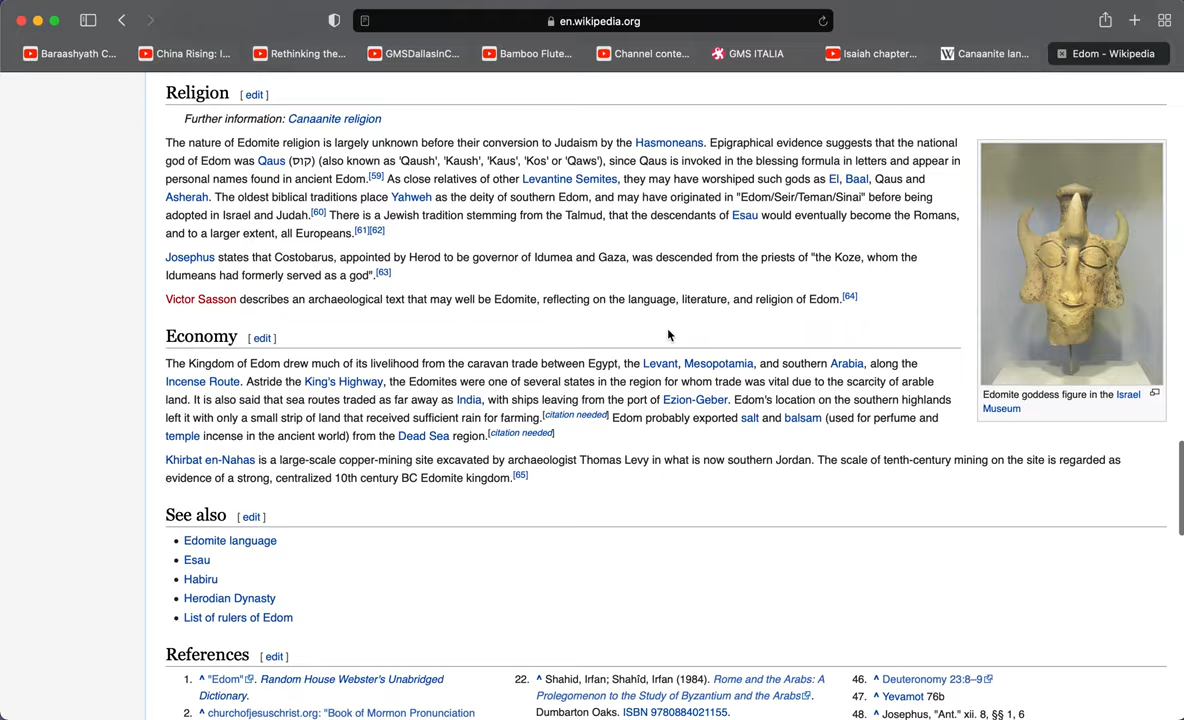 en.wikipedia.org
Baraashyath C...
China Rising: I...
Rethinking the...
GMSDallasInC...
Bamboo Flute...
Channel conte...
GMS ITALIA
Isaiah chapter...
Canaanite lan...
Edom - Wikipedia
Religion [ edit ]
Further information: Canaanite religion
The nature of Edomite religion is largely unknown before their conversion to Judaism by the Hasmoneans. Epigraphical evidence suggests that the national
god of Edom was Qaus (קוס) (also known as 'Qaush', 'Kaush', 'Kaus', 'Kos' or 'Qaws'), since Qaus is invoked in the blessing formula in letters and appear in
personal names found in ancient Edom.[59] As close relatives of other Levantine Semites, they may have worshiped such gods as El, Baal, Qaus and
Asherah. The oldest biblical traditions place Yahweh as the deity of southern Edom, and may have originated in "Edom/Seir/Teman/Sinai" before being
adopted in Israel and Judah.[60] There is a Jewish tradition stemming from the Talmud, that the descendants of Esau would eventually become the Romans,
and to a larger extent, all Europeans.[61][62]
Josephus states that Costobarus, appointed by Herod to be governor of Idumea and Gaza, was descended from the priests of "the Koze, whom the
Idumeans had formerly served as a god".[63]
Victor Sasson describes an archaeological text that may well be Edomite, reflecting on the language, literature, and religion of Edom.[64]
Edomite goddess figure in the Israel
Museum
Economy [ edit ]
The Kingdom of Edom drew much of its livelihood from the caravan trade between Egypt, the Levant, Mesopotamia, and southern Arabia, along the
Incense Route. Astride the King's Highway, the Edomites were one of several states in the region for whom trade was vital due to the scarcity of arable
land. It is also said that sea routes traded as far away as India, with ships leaving from the port of Ezion-Geber. Edom's location on the southern highlands
left it with only a small strip of land that received sufficient rain for farming.[citation needed] Edom probably exported salt and balsam (used for perfume and
temple incense in the ancient world) from the Dead Sea region.[citation needed]
Khirbat en-Nahas is a large-scale copper-mining site excavated by archaeologist Thomas Levy in what is now southern Jordan. The scale of tenth-century mining on the site is regarded as
evidence of a strong, centralized 10th century BC Edomite kingdom.[65]
See also [ edit ]
• Edomite language
• Esau
• Habiru
• Herodian Dynasty
• List of rulers of Edom
References [ edit ]
1. ^ "Edom". Random House Webster's Unabridged
Dictionary.
2. ^ churchofjesuschrist.org: "Book of Mormon Pronunciation
22. ^ Shahid, Irfan; Shahîd, Irfan (1984). Rome and the Arabs: A
Prolegomenon to the Study of Byzantium and the Arabs.
Dumbarton Oaks. ISBN 9780884021155.
46. ^ Deuteronomy 23:8–9
47. ^ Yevamot 76b
48. ^ Josephus, "Ant." xii. 8, §§ 1, 6